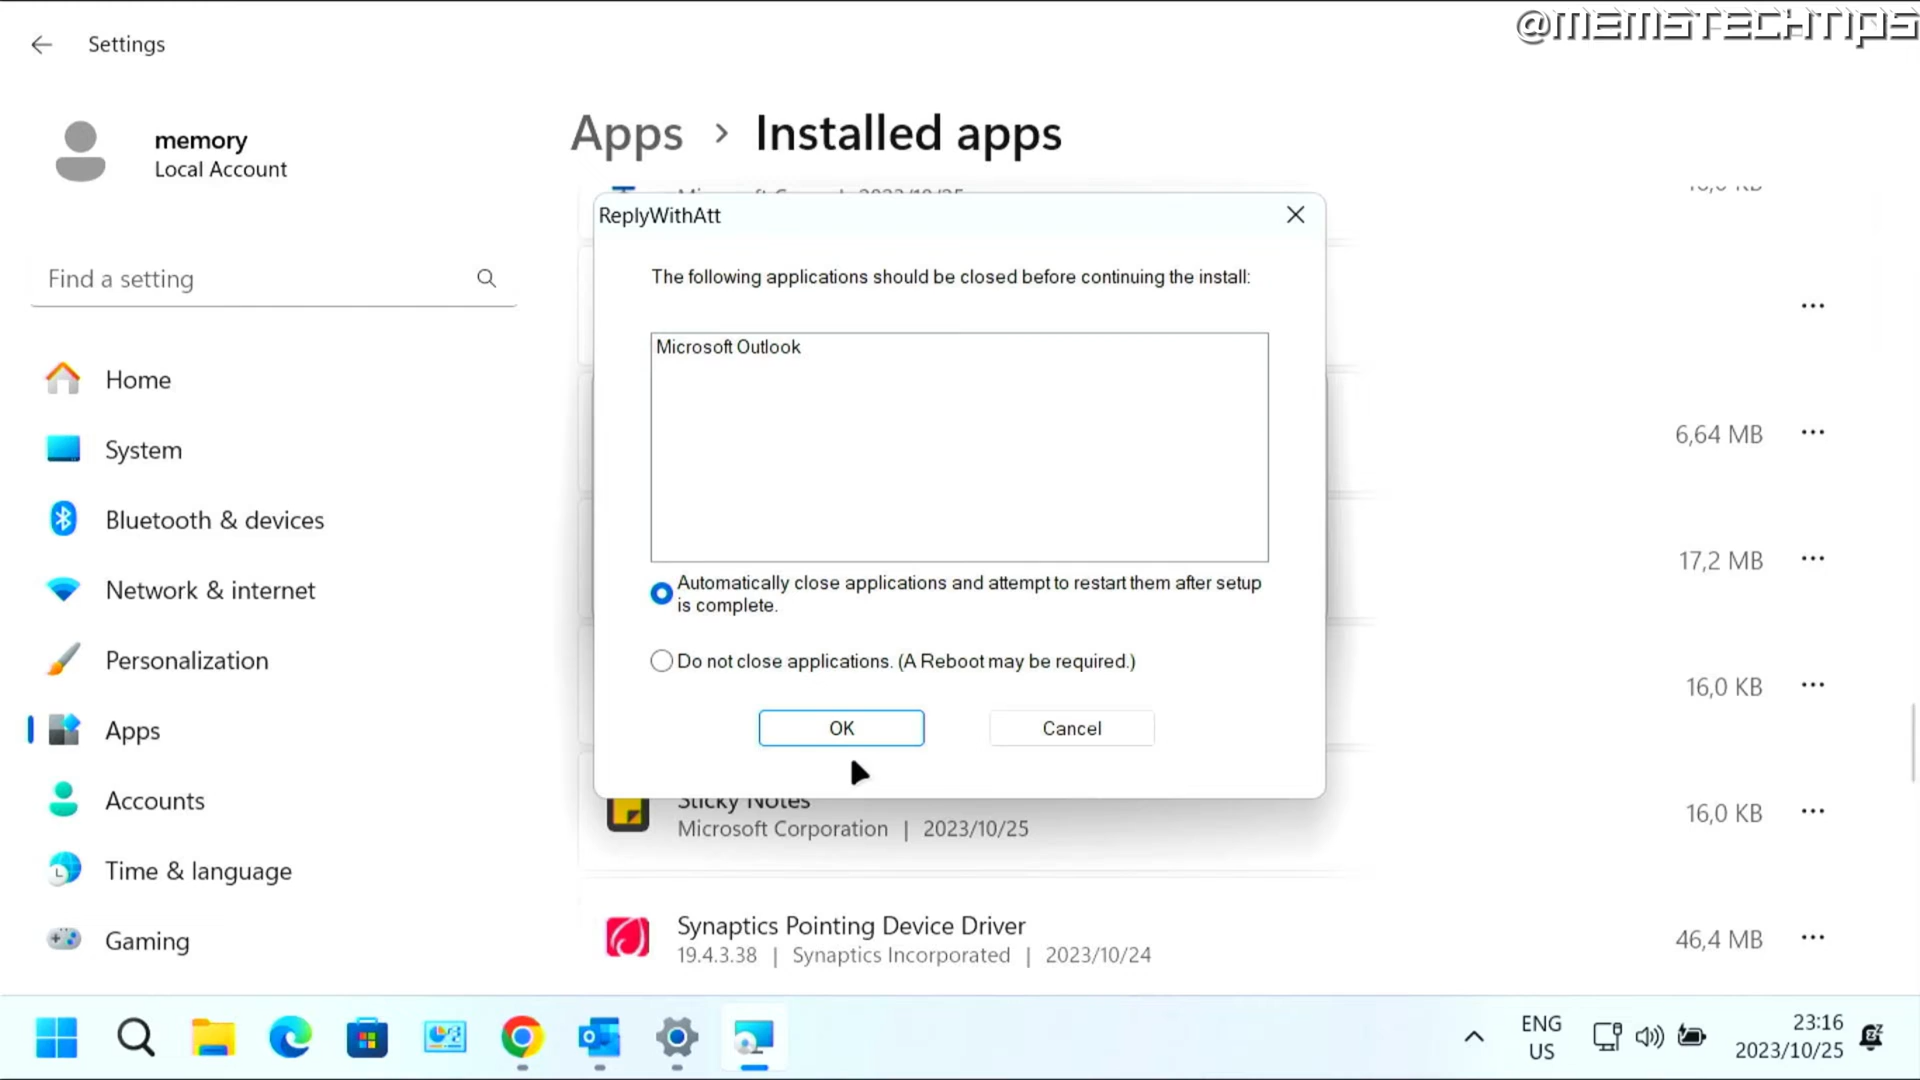 @MEMSTECHTIPS
Settings
memory
Local Account
Find a setting
Home
System
Bluetooth & devices
Network & internet
Personalization
Apps
Accounts
Time & language
Gaming
Apps > Installed apps
ReplyWithAtt
The following applications should be closed before continuing the install:
Microsoft Outlook
Automatically close applications and attempt to restart them after setup
is complete.
Do not close applications. (A Reboot may be required.)
OK
Cancel
6,64 MB
17,2 MB
16,0 KB
Sticky Notes
Microsoft Corporation | 2023/10/25
16,0 KB
Synaptics Pointing Device Driver
19.4.3.38 | Synaptics Incorporated | 2023/10/24
46,4 MB
ENG
US
23:16
2023/10/25